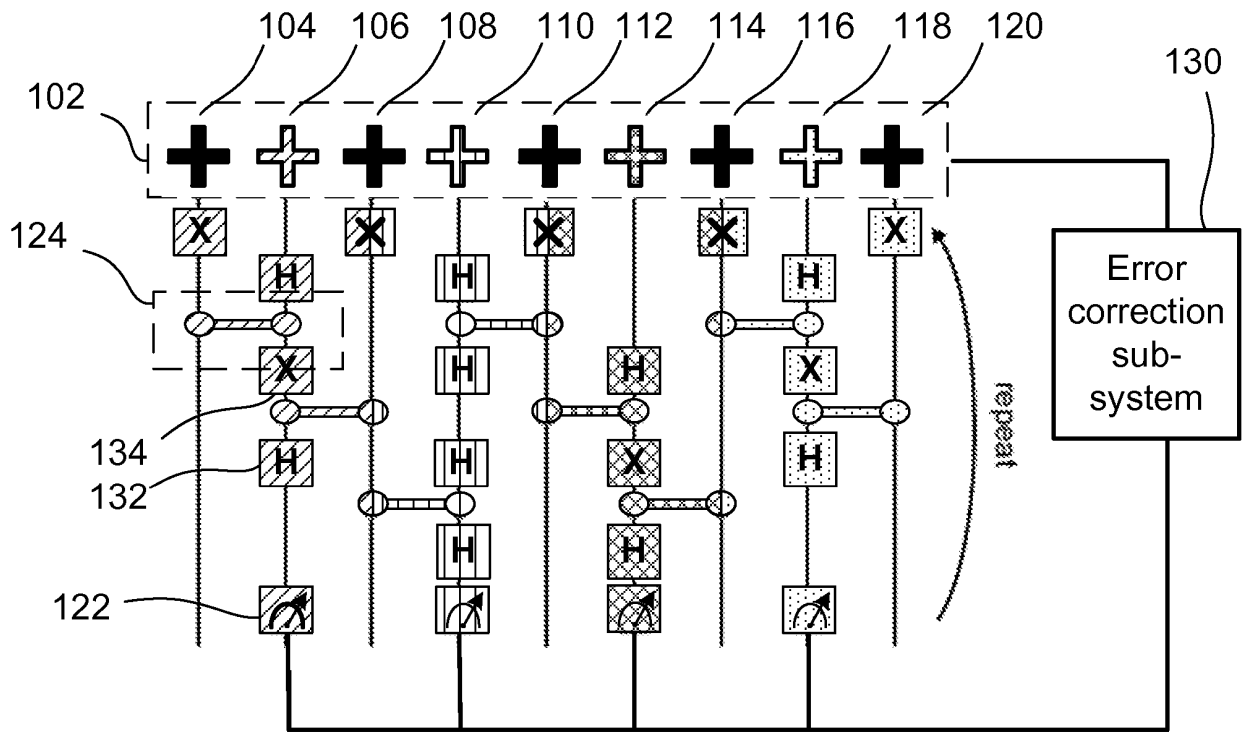 104 106 108 110 112 114 116 118 120
102
130
X X X X X
124
H H H
Error
correction
sub-
system
X H H X
repeat
134
132
H H X H
H H
122